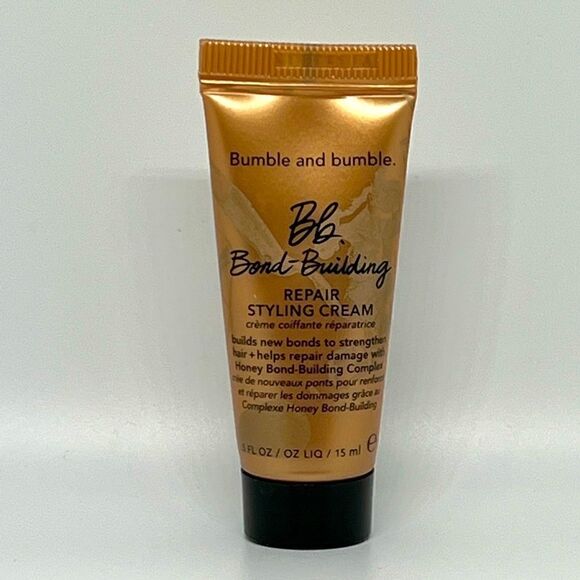 Bumble and bumble.
Bb.
Bond-Building
REPAIR
STYLING CREAM
crème coiffante réparatrice
builds new bonds to strengthen
hair + helps repair damage with
Honey Bond-Building Complex
crée de nouveaux ponts pour renforcer
et réparer les dommages grâce au
Complexe Honey Bond-Building
.5 FL OZ / OZ LIQ / 15 ml ℮